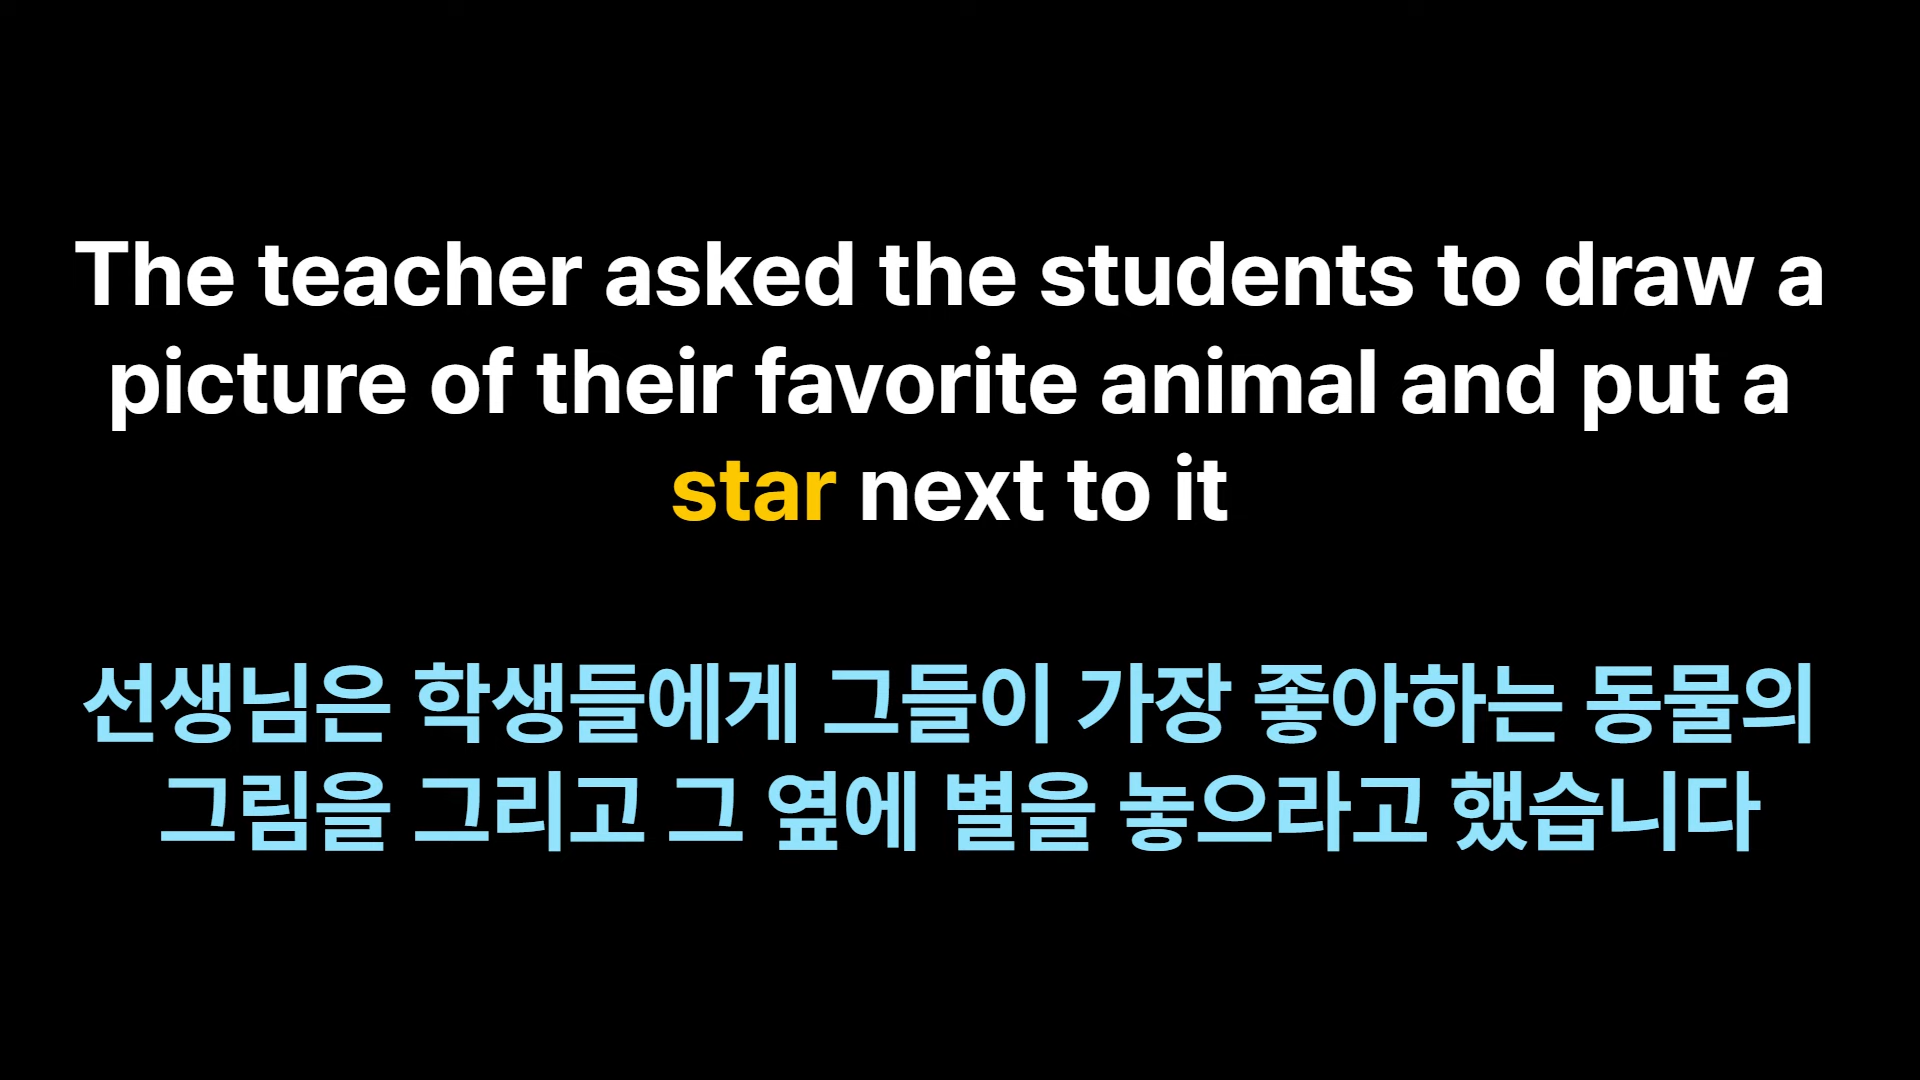 The teacher asked the students to draw a
picture of their favorite animal and put a
star next to it
선생님은 학생들에게 그들이 가장 좋아하는 동물의
그림을 그리고 그 옆에 별을 놓으라고 했습니다